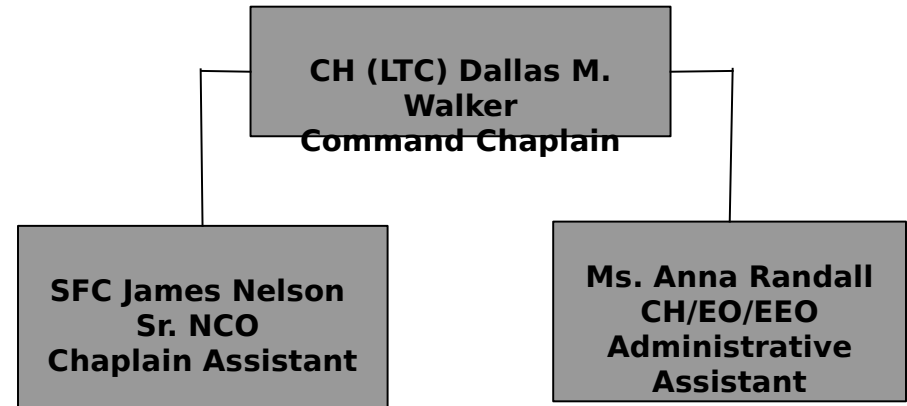 CH (LTC) Dallas M.
Walker
Command Chaplain
SFC James Nelson
Sr. NCO
Chaplain Assistant
Ms. Anna Randall
CH/EO/EEO
Administrative
Assistant